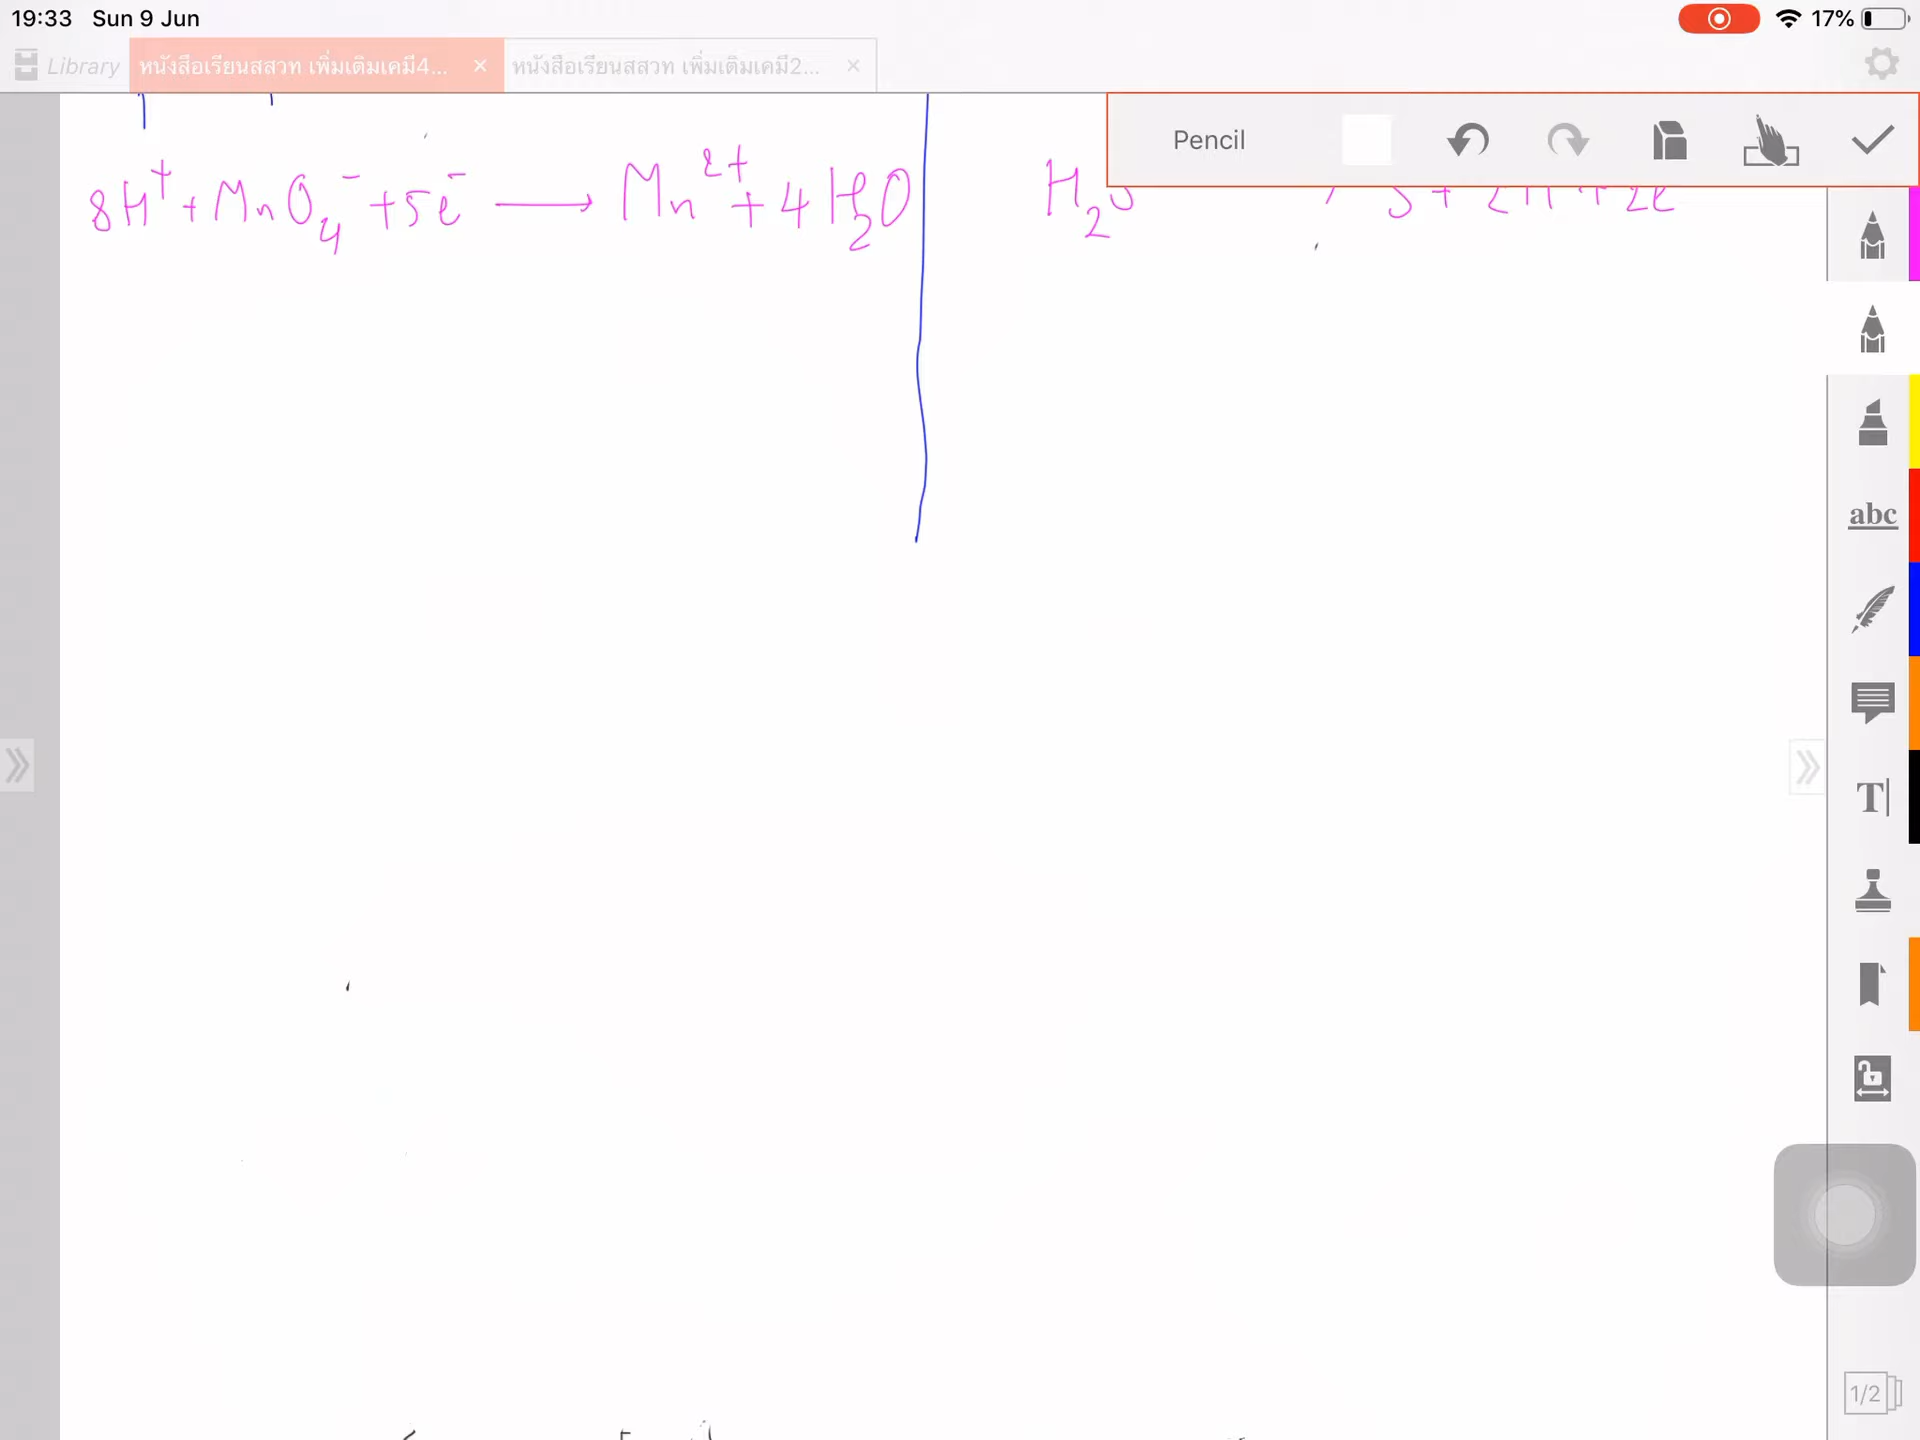 19:33 Sun 9 Jun 17%
Library หนังสือเรียนสสวท เพิ่มเติมเคมี4... × หนังสือเรียนสสวท เพิ่มเติมเคมี2... ×
Pencil
8H⁺ + MnO₄⁻ + 5e⁻ ⟶ Mn²⁺ + 4H₂O
H₂S S + 2H⁺ + 2e
abc
T|
1/2